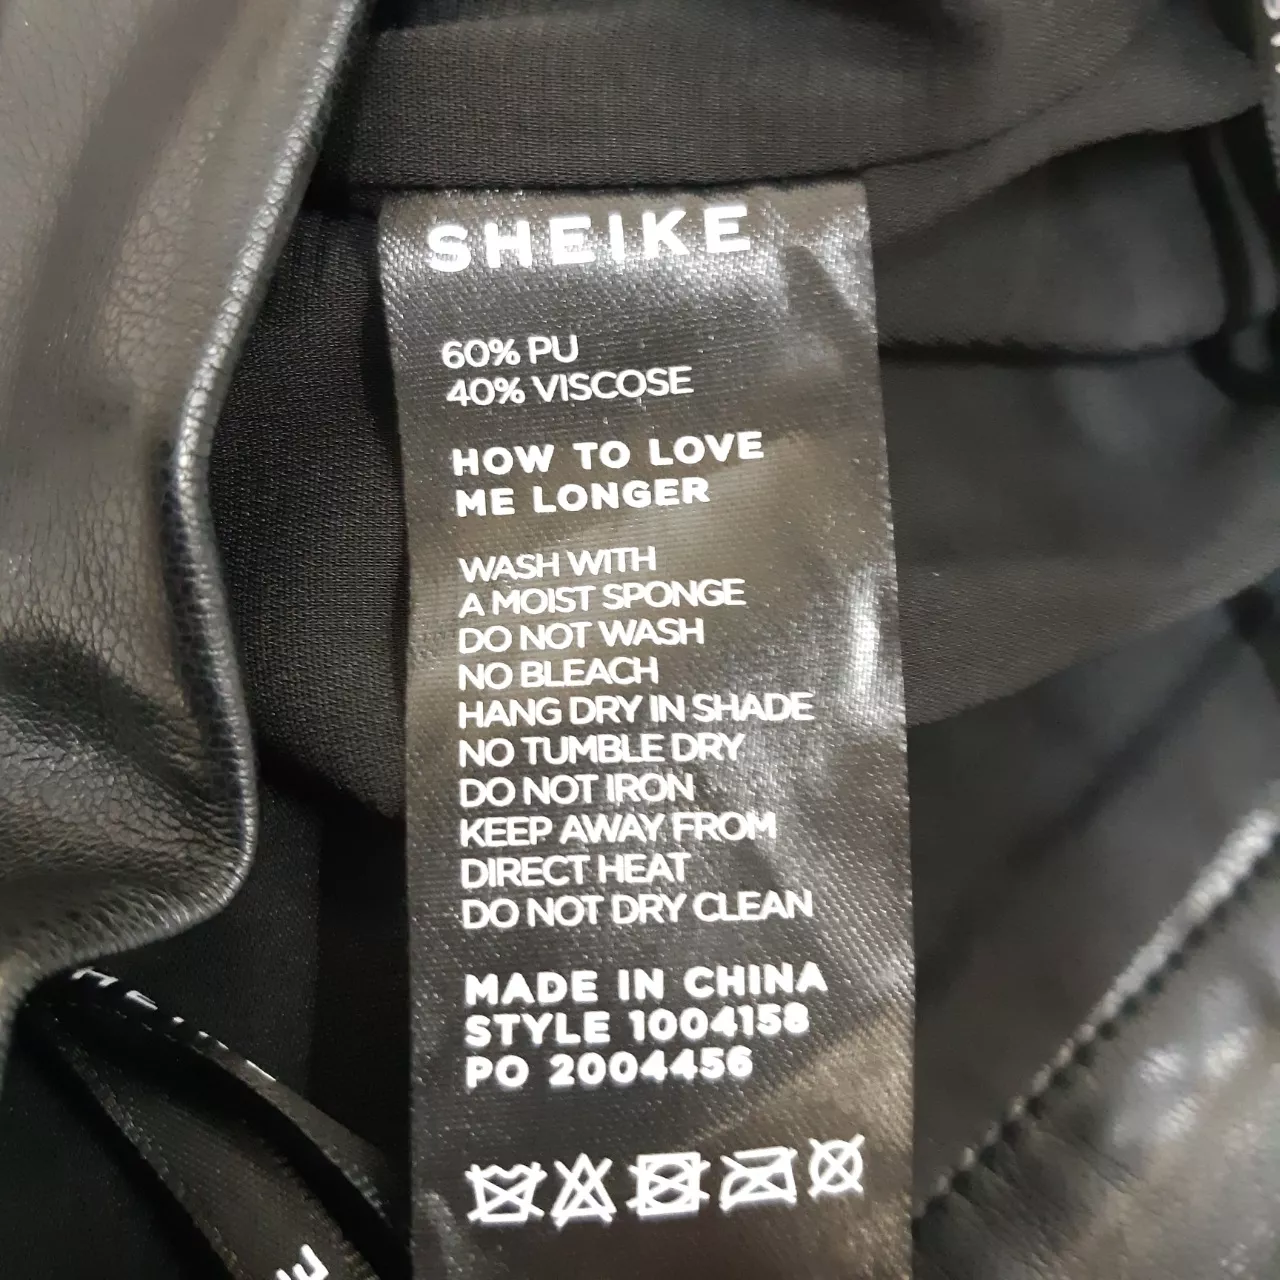 SHEIKE
60% PU
40% VISCOSE
HOW TO LOVE
ME LONGER
WASH WITH
A MOIST SPONGE
DO NOT WASH
NO BLEACH
HANG DRY IN SHADE
NO TUMBLE DRY
DO NOT IRON
KEEP AWAY FROM
DIRECT HEAT
DO NOT DRY CLEAN
MADE IN CHINA
STYLE 1004158
PO 2004456